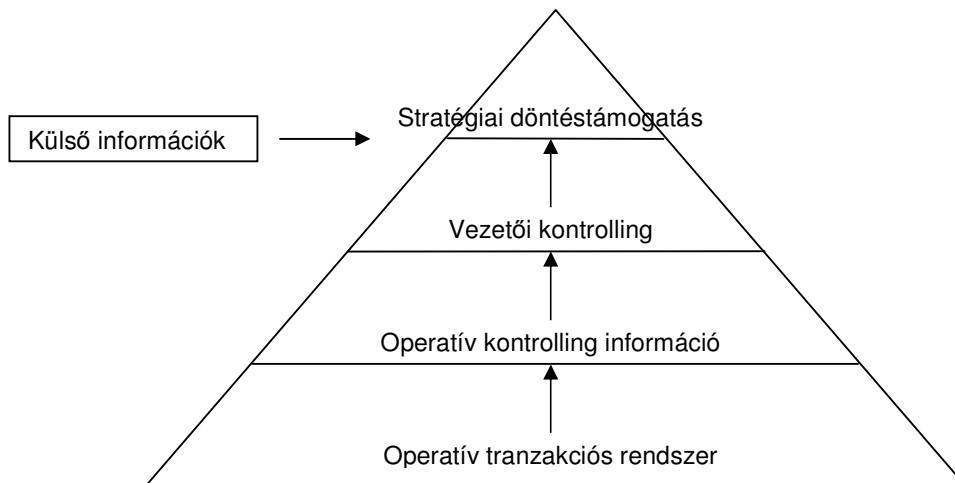 Stratégiai döntéstámogatás
Külső információk
Vezetői kontrolling
Operatív kontrolling információ
Operatív tranzakciós rendszer